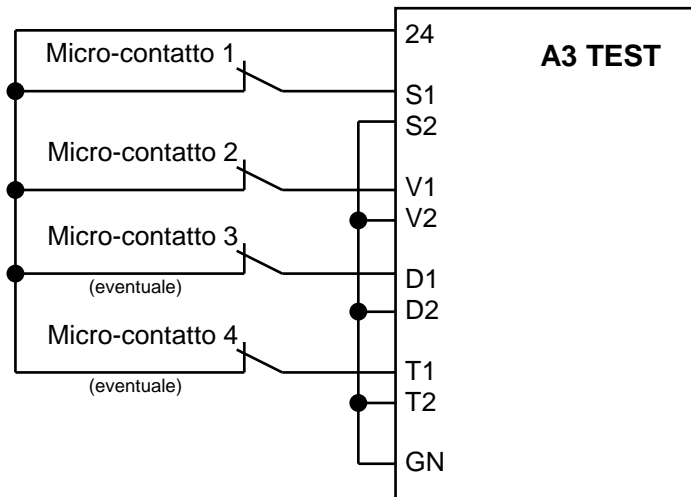 24
A3 TEST
Micro-contatto 1
S1
S2
Micro-contatto 2
V1
V2
Micro-contatto 3
D1
(eventuale)
D2
Micro-contatto 4
T1
(eventuale)
T2
GN